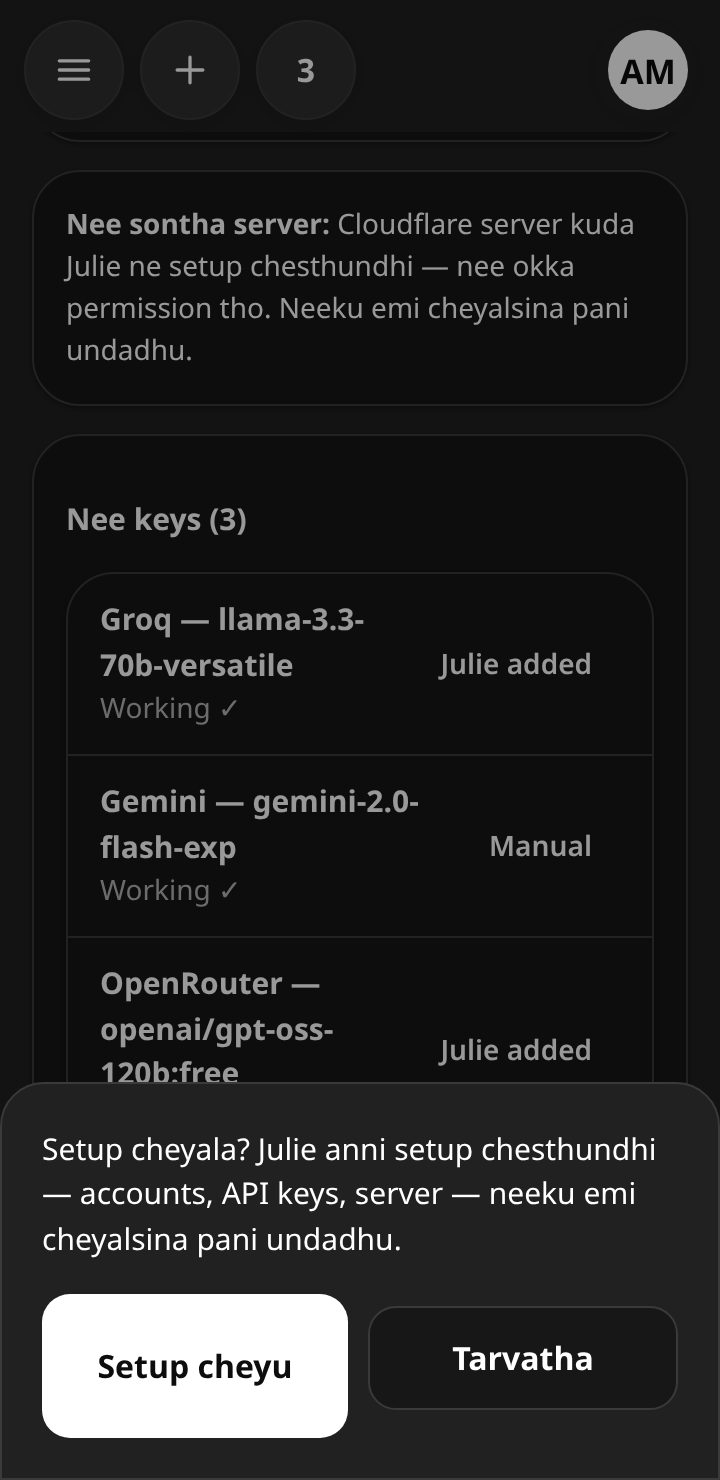 3
AM
Nee sontha server: Cloudflare server kuda
Julie ne setup chesthundhi — nee okka
permission tho. Neeku emi cheyalsina pani
undadhu.
Nee keys (3)
Groq — llama-3.3-
70b-versatile
Julie added
Working ✓
Gemini — gemini-2.0-
flash-exp
Manual
Working ✓
OpenRouter —
openai/gpt-oss-
120b:free
Julie added
Setup cheyala? Julie anni setup chesthundhi
— accounts, API keys, server — neeku emi
cheyalsina pani undadhu.
Setup cheyu
Tarvatha